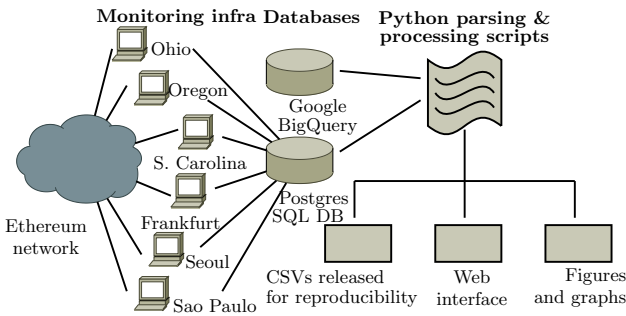 Monitoring infra
Databases
Python parsing &
processing scripts
Ohio
Oregon
S. Carolina
Frankfurt
Seoul
Sao Paulo
Ethereum
network
Google
BigQuery
Postgres
SQL DB
CSVs released
for reproducibility
Web
interface
Figures
and graphs